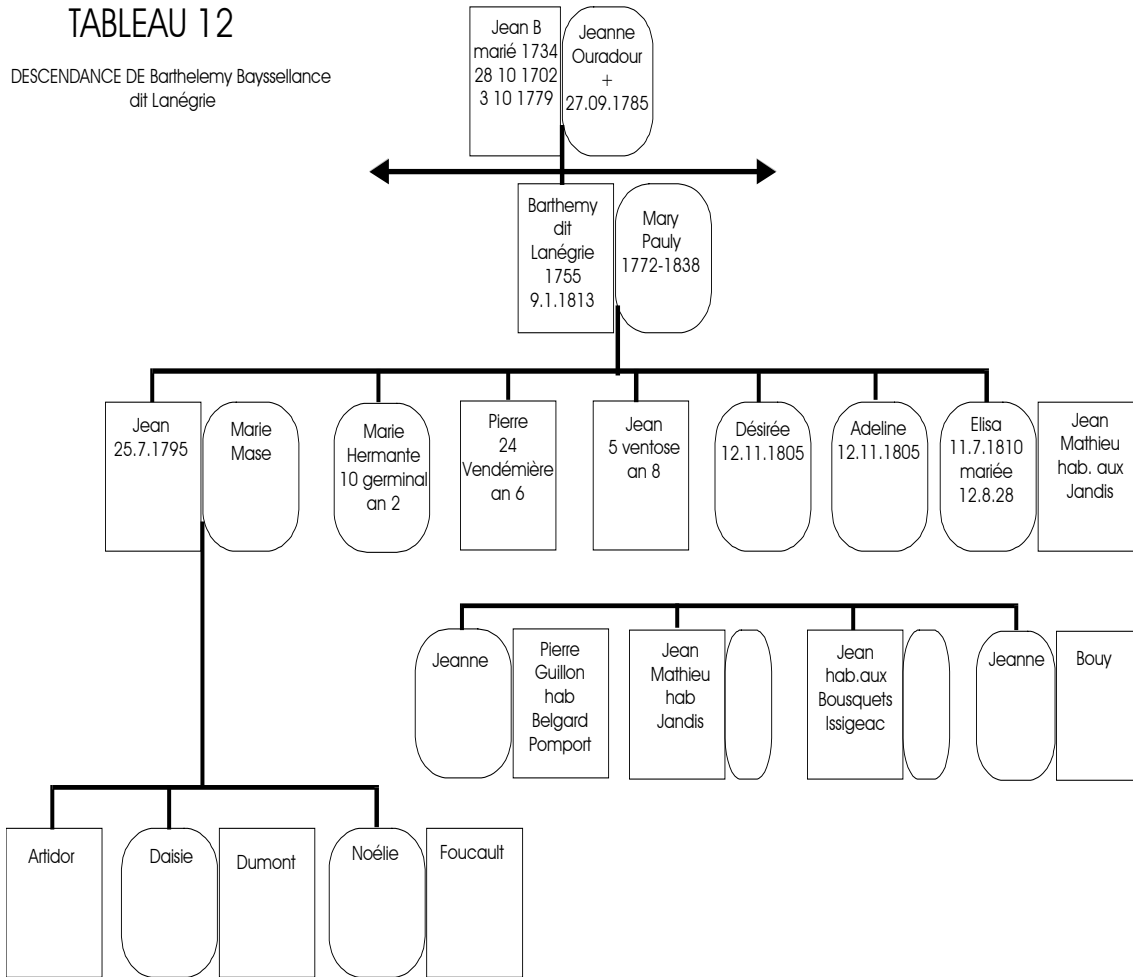 TABLEAU 12
DESCENDANCE DE Barthelemy Bayssellance
dit Lanégrie
Jean B
marié 1734
28 10 1702
3 10 1779
Jeanne
Ouradour
+
27.09.1785
Barthemy
dit
Lanégrie
1755
9.1.1813
Mary
Pauly
1772-1838
Jean
25.7.1795
Marie
Mase
Marie
Hermante
10 germinal
an 2
Pierre
24
Vendémière
an 6
Jean
5 ventose
an 8
Désirée
12.11.1805
Adeline
12.11.1805
Elisa
11.7.1810
mariée
12.8.28
Jean
Mathieu
hab. aux
Jandis
Jeanne
Pierre
Guillon
hab
Belgard
Pomport
Jean
Mathieu
hab
Jandis
Jean
hab.aux
Bousquets
Issigeac
Jeanne
Bouy
Artidor
Daisie
Dumont
Noélie
Foucault